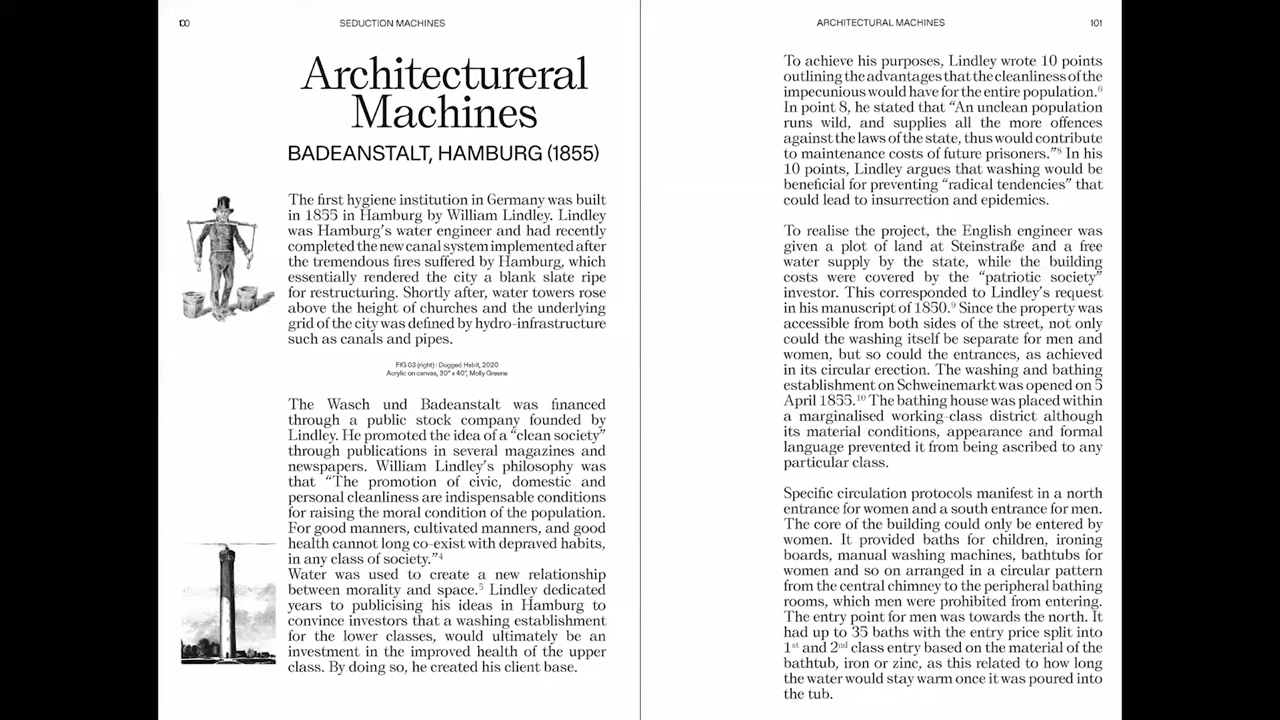 100
SEDUCTION MACHINES
Architectureral
Machines
BADEANSTALT, HAMBURG (1855)
The first hygiene institution in Germany was built
in 1855 in Hamburg by William Lindley. Lindley
was Hamburg's water engineer and had recently
completed the new canal system implemented after
the tremendous fires suffered by Hamburg, which
essentially rendered the city a blank slate ripe
for restructuring. Shortly after, water towers rose
above the height of churches and the underlying
grid of the city was defined by hydro-infrastructure
such as canals and pipes.
FIG 03 (right) : Dogged Habit, 2020
Acrylic on canvas, 30" x 40", Molly Greene
The Wasch und Badeanstalt was financed
through a public stock company founded by
Lindley. He promoted the idea of a “clean society”
through publications in several magazines and
newspapers. William Lindley's philosophy was
that “The promotion of civic, domestic and
personal cleanliness are indispensable conditions
for raising the moral condition of the population.
For good manners, cultivated manners, and good
health cannot long co-exist with depraved habits,
in any class of society.”⁴
Water was used to create a new relationship
between morality and space.⁵ Lindley dedicated
years to publicising his ideas in Hamburg to
convince investors that a washing establishment
for the lower classes, would ultimately be an
investment in the improved health of the upper
class. By doing so, he created his client base.
ARCHITECTURAL MACHINES
101
To achieve his purposes, Lindley wrote 10 points
outlining the advantages that the cleanliness of the
impecunious would have for the entire population.⁶
In point 8, he stated that “An unclean population
runs wild, and supplies all the more offences
against the laws of the state, thus would contribute
to maintenance costs of future prisoners.”⁸ In his
10 points, Lindley argues that washing would be
beneficial for preventing “radical tendencies” that
could lead to insurrection and epidemics.
To realise the project, the English engineer was
given a plot of land at Steinstraße and a free
water supply by the state, while the building
costs were covered by the “patriotic society”
investor. This corresponded to Lindley's request
in his manuscript of 1850.⁹ Since the property was
accessible from both sides of the street, not only
could the washing itself be separate for men and
women, but so could the entrances, as achieved
in its circular erection. The washing and bathing
establishment on Schweinemarkt was opened on 5
April 1855.¹⁰ The bathing house was placed within
a marginalised working-class district although
its material conditions, appearance and formal
language prevented it from being ascribed to any
particular class.
Specific circulation protocols manifest in a north
entrance for women and a south entrance for men.
The core of the building could only be entered by
women. It provided baths for children, ironing
boards, manual washing machines, bathtubs for
women and so on arranged in a circular pattern
from the central chimney to the peripheral bathing
rooms, which men were prohibited from entering.
The entry point for men was towards the north. It
had up to 35 baths with the entry price split into
1ˢᵗ and 2ⁿᵈ class entry based on the material of the
bathtub, iron or zinc, as this related to how long
the water would stay warm once it was poured into
the tub.